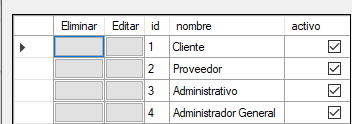 Eliminar Editar id nombre activo
1 Cliente
2 Proveedor
3 Administrativo
4 Administrador General